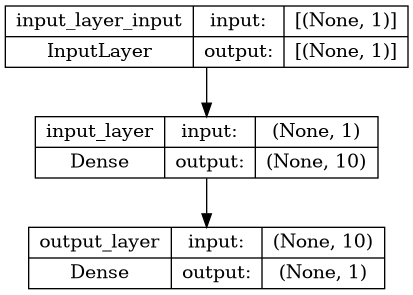 input_layer_input input: [(None, 1)]
InputLayer output: [(None, 1)]
input_layer input: (None, 1)
Dense output: (None, 10)
output_layer input: (None, 10)
Dense output: (None, 1)